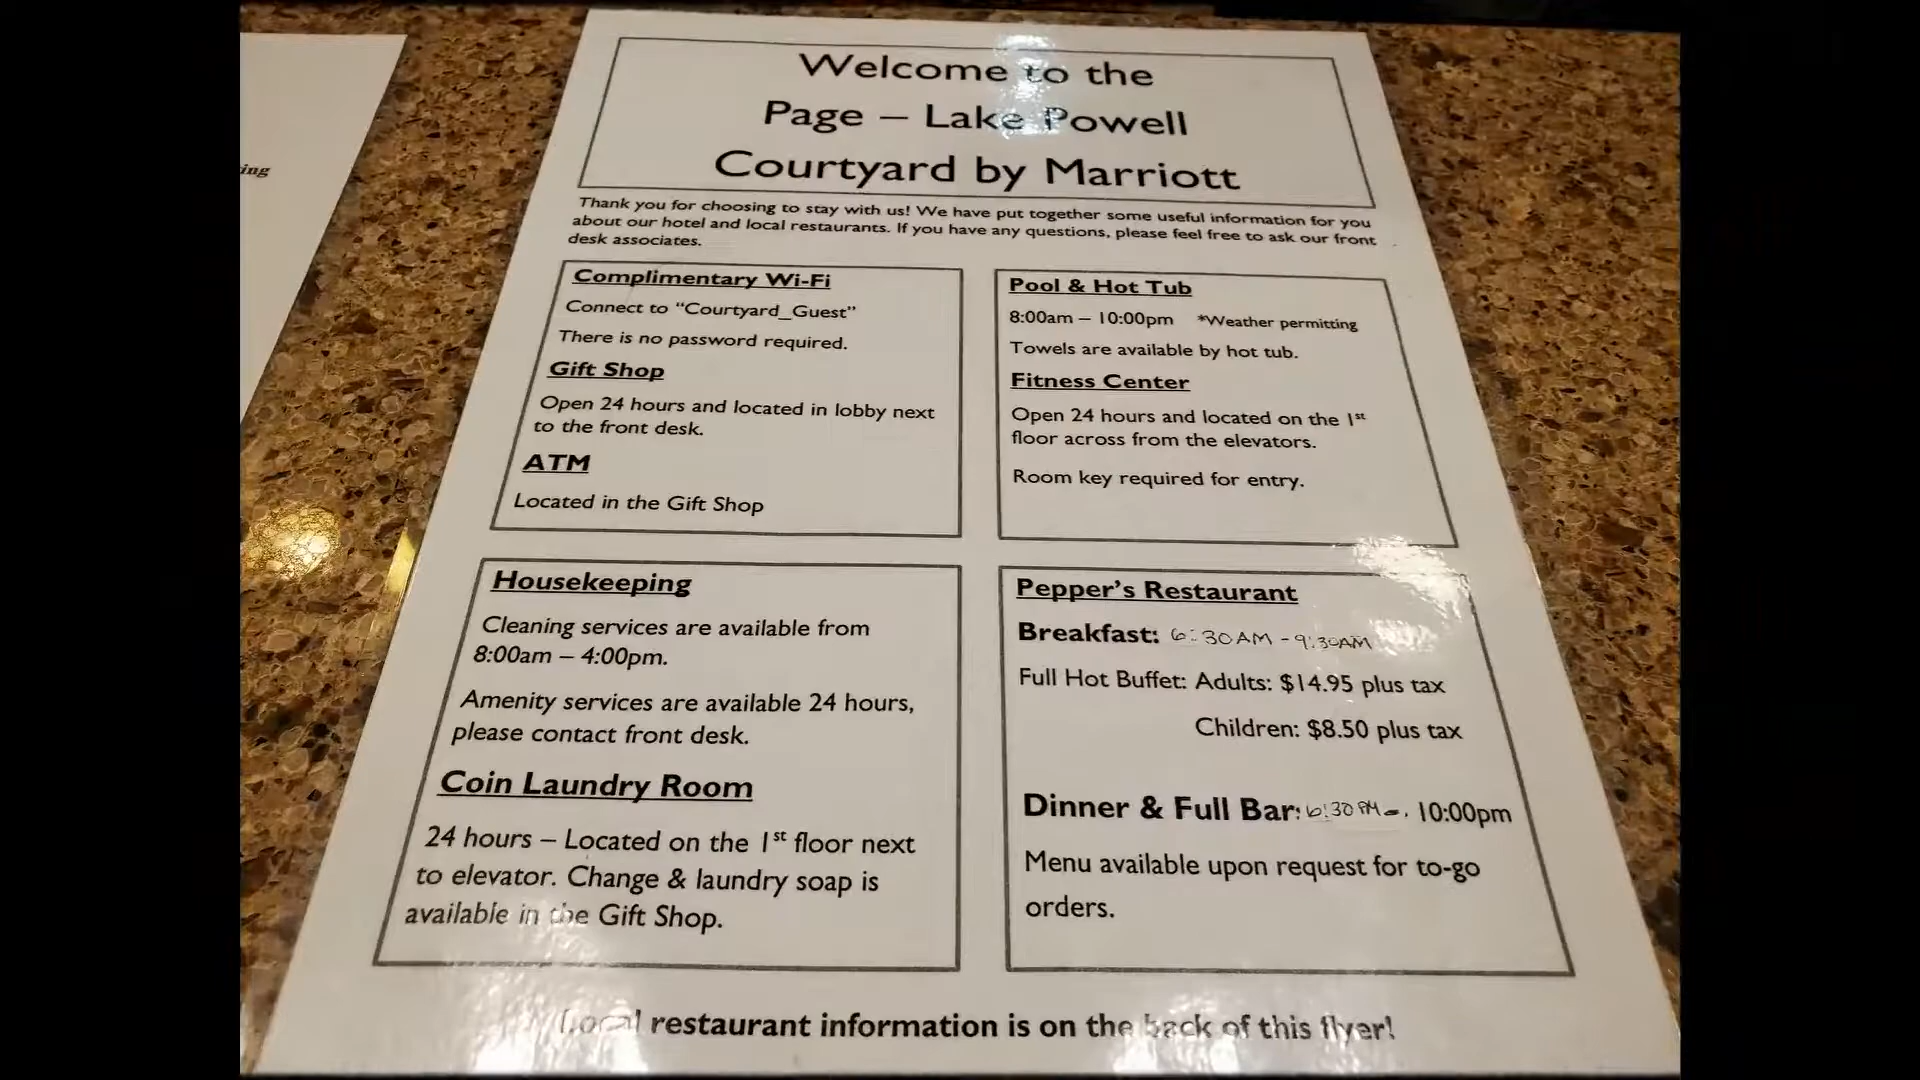 ing
Welcome to the
Page – Lake Powell
Courtyard by Marriott
Thank you for choosing to stay with us! We have put together some useful information for you
about our hotel and local restaurants. If you have any questions, please feel free to ask our front
desk associates.
Complimentary Wi-Fi
Connect to “Courtyard_Guest”
There is no password required.
Gift Shop
Open 24 hours and located in lobby next
to the front desk.
ATM
Located in the Gift Shop
Pool & Hot Tub
8:00am – 10:00pm *Weather permitting
Towels are available by hot tub.
Fitness Center
Open 24 hours and located on the 1st
floor across from the elevators.
Room key required for entry.
Housekeeping
Cleaning services are available from
8:00am – 4:00pm.
Amenity services are available 24 hours,
please contact front desk.
Coin Laundry Room
24 hours – Located on the 1st floor next
to elevator. Change & laundry soap is
available in the Gift Shop.
Pepper’s Restaurant
Breakfast: 6:30AM - 9:30AM
Full Hot Buffet: Adults: $14.95 plus tax
Children: $8.50 plus tax
Dinner & Full Bar: 6:30PM - 10:00pm
Menu available upon request for to-go
orders.
Local restaurant information is on the back of this flyer!